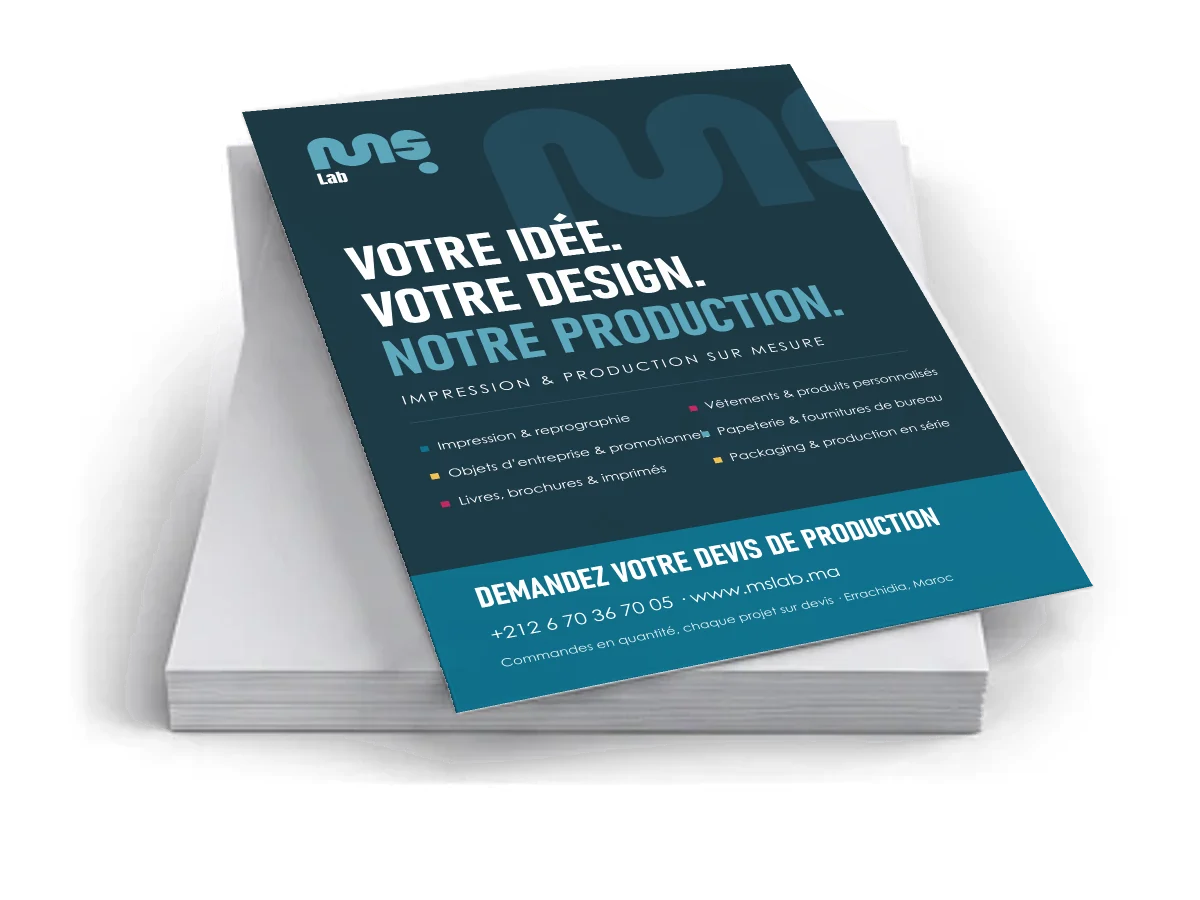 ms
Lab
VOTRE IDÉE.
VOTRE DESIGN.
NOTRE PRODUCTION.
IMPRESSION & PRODUCTION SUR MESURE
Impression & reprographie
Objets d'entreprise & promotionnel
Livres, brochures & imprimés
Vêtements & produits personnalisés
Papeterie & fournitures de bureau
Packaging & production en série
DEMANDEZ VOTRE DEVIS DE PRODUCTION
+212 6 70 36 70 05 · www.mslab.ma
Commandes en quantité, chaque projet sur devis · Errachidia, Maroc